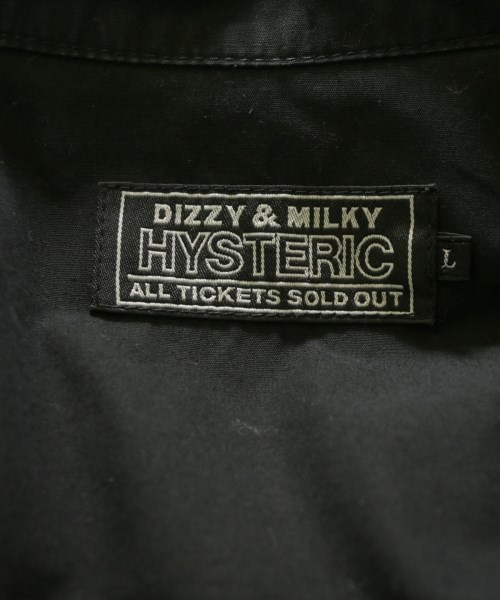 DIZZY & MILKY
HYSTERIC
ALL TICKETS SOLD OUT
L